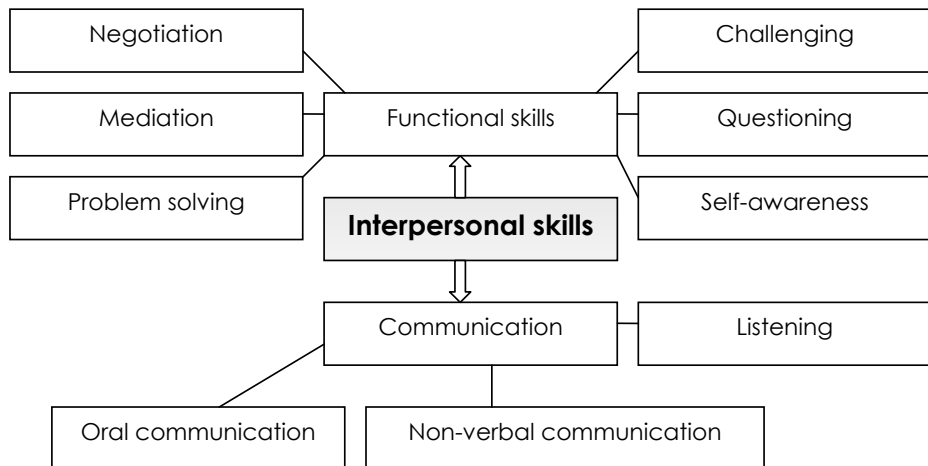 Negotiation
Challenging
Mediation
Functional skills
Questioning
Problem solving
Self-awareness
Interpersonal skills
Communication
Listening
Oral communication
Non-verbal communication